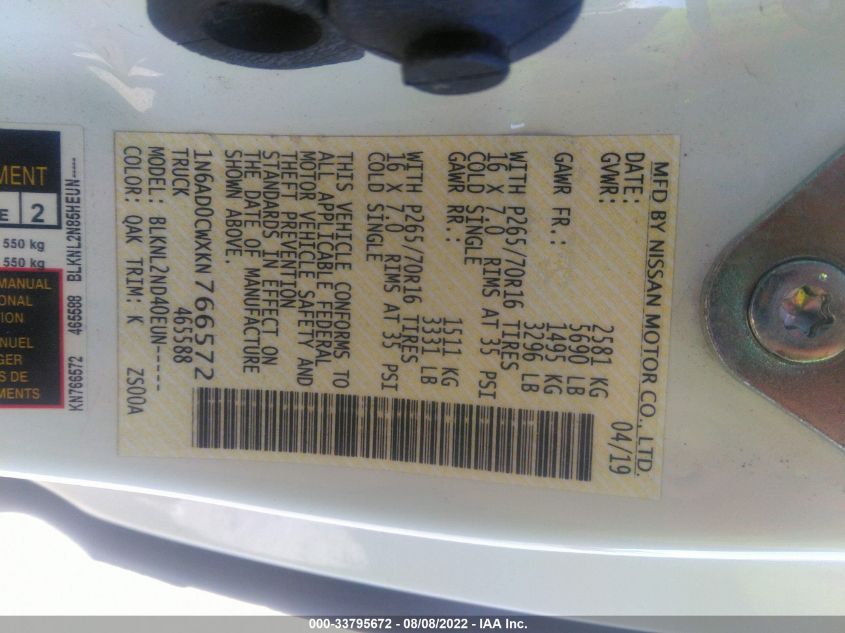 MFD BY NISSAN MOTOR CO., LTD.
DATE: 04/19
GVWR: 2581 KG
5690 LB
GAWR FR.: 1495 KG
3296 LB
WITH P265/70R16 TIRES
16 X 7.0 RIMS AT 35 PSI
COLD SINGLE
GAWR RR.: 1511 KG
3331 LB
WITH P265/70R16 TIRES
16 X 7.0 RIMS AT 35 PSI
COLD SINGLE
THIS VEHICLE CONFORMS TO
ALL APPLICABLE FEDERAL
MOTOR VEHICLE SAFETY AND
THEFT PREVENTION
STANDARDS IN EFFECT ON
THE DATE OF MANUFACTURE
SHOWN ABOVE.
1N6AD0CWXKN766572
TRUCK 465588
MODEL: BLKNL2ND40EUN-----
COLOR: QAK TRIM: K ZS00A
MENT
E 2
550 kg
550 kg
MANUAL
ONAL
TION
NUEL
GER
S DE
MENTS
KN766572 465588 BLKNL2N85HEUN-----
000-33795672 - 08/08/2022 - IAA Inc.